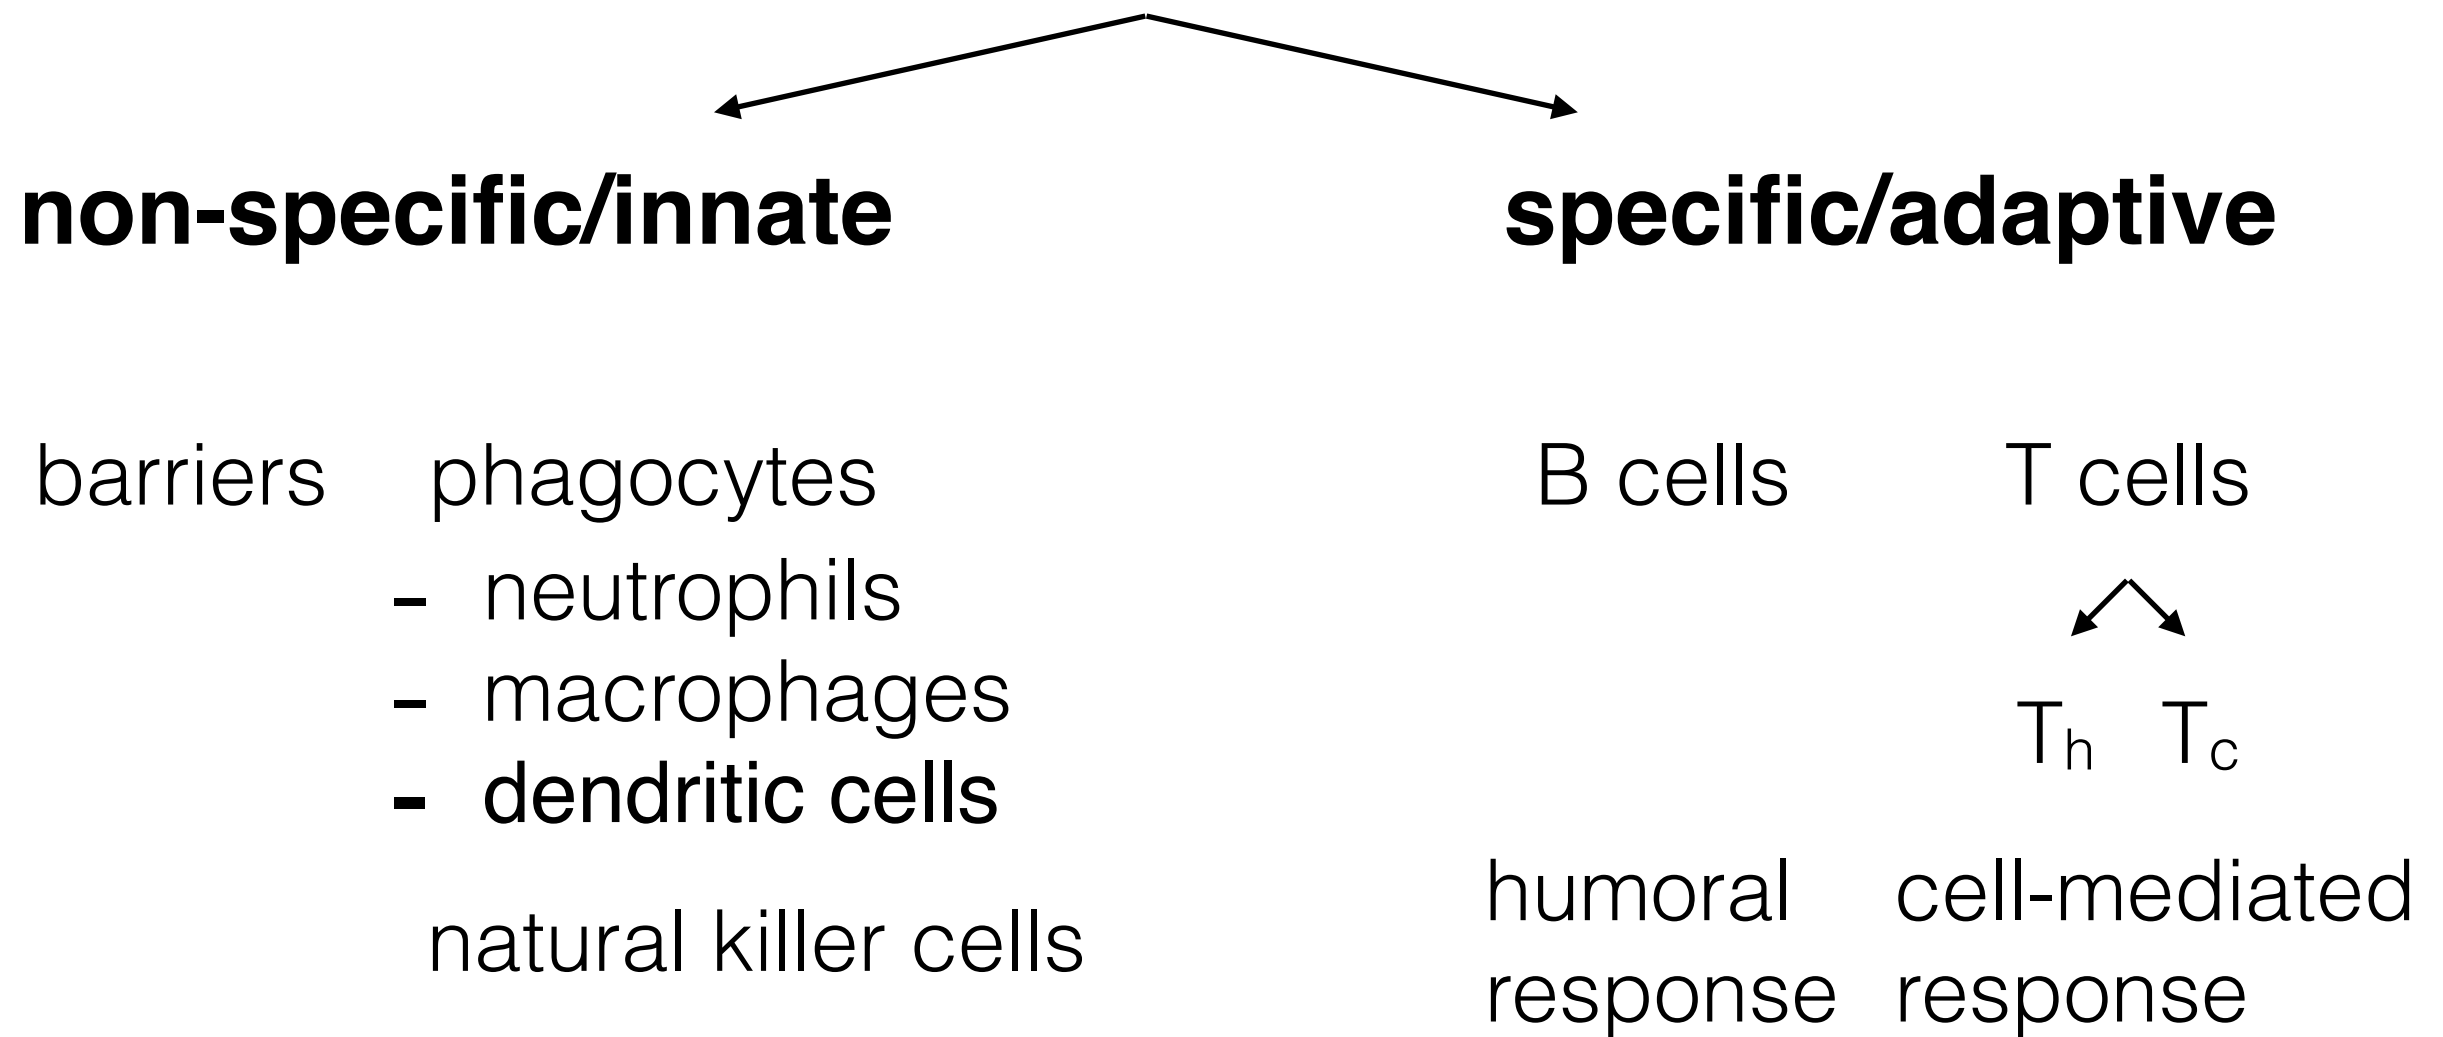 non-specific/innate
specific/adaptive
barriers phagocytes
- neutrophils
- macrophages
- dendritic cells
natural killer cells
B cells T cells
Th Tc
humoral cell-mediated
response response